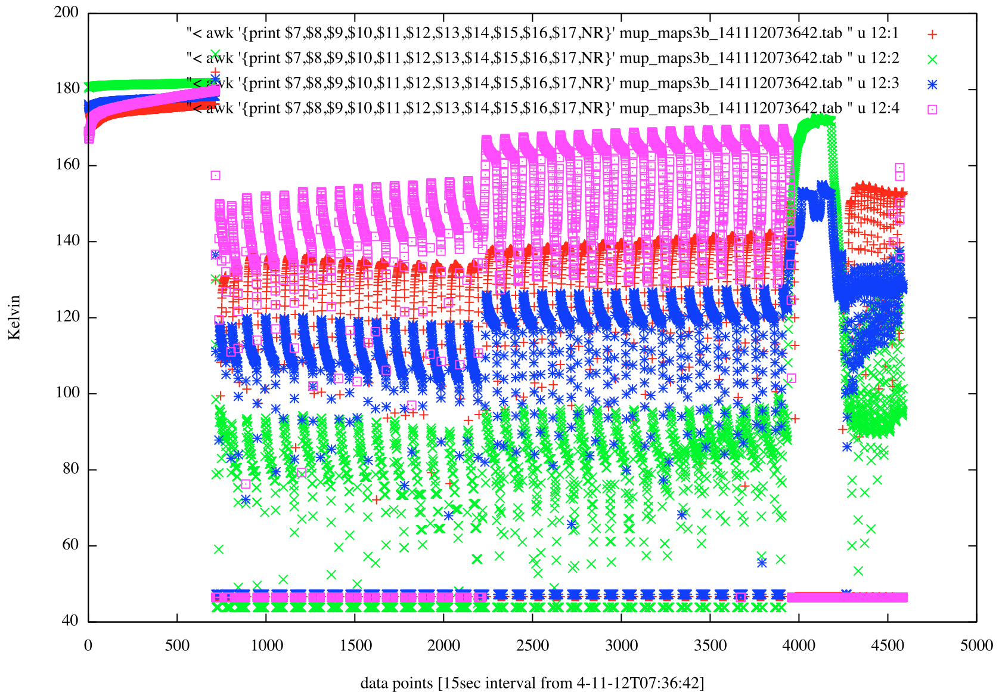 200
180
160
140
120
100
80
60
40
Kelvin
"< awk '{print $7,$8,$9,$10,$11,$12,$13,$14,$15,$16,$17,NR}' mup_maps3b_141112073642.tab " u 12:1
"< awk '{print $7,$8,$9,$10,$11,$12,$13,$14,$15,$16,$17,NR}' mup_maps3b_141112073642.tab " u 12:2
"< awk '{print $7,$8,$9,$10,$11,$12,$13,$14,$15,$16,$17,NR}' mup_maps3b_141112073642.tab " u 12:3
"< awk '{print $7,$8,$9,$10,$11,$12,$13,$14,$15,$16,$17,NR}' mup_maps3b_141112073642.tab " u 12:4
0 500 1000 1500 2000 2500 3000 3500 4000 4500 5000
data points [15sec interval from 4-11-12T07:36:42]